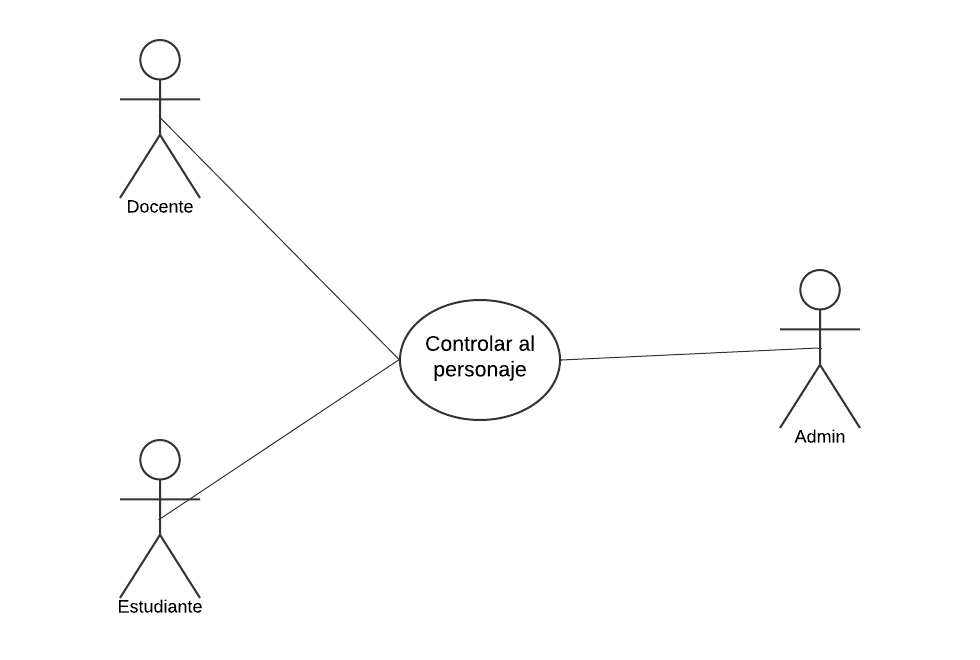 Docente
Controlar al
personaje
Admin
Estudiante